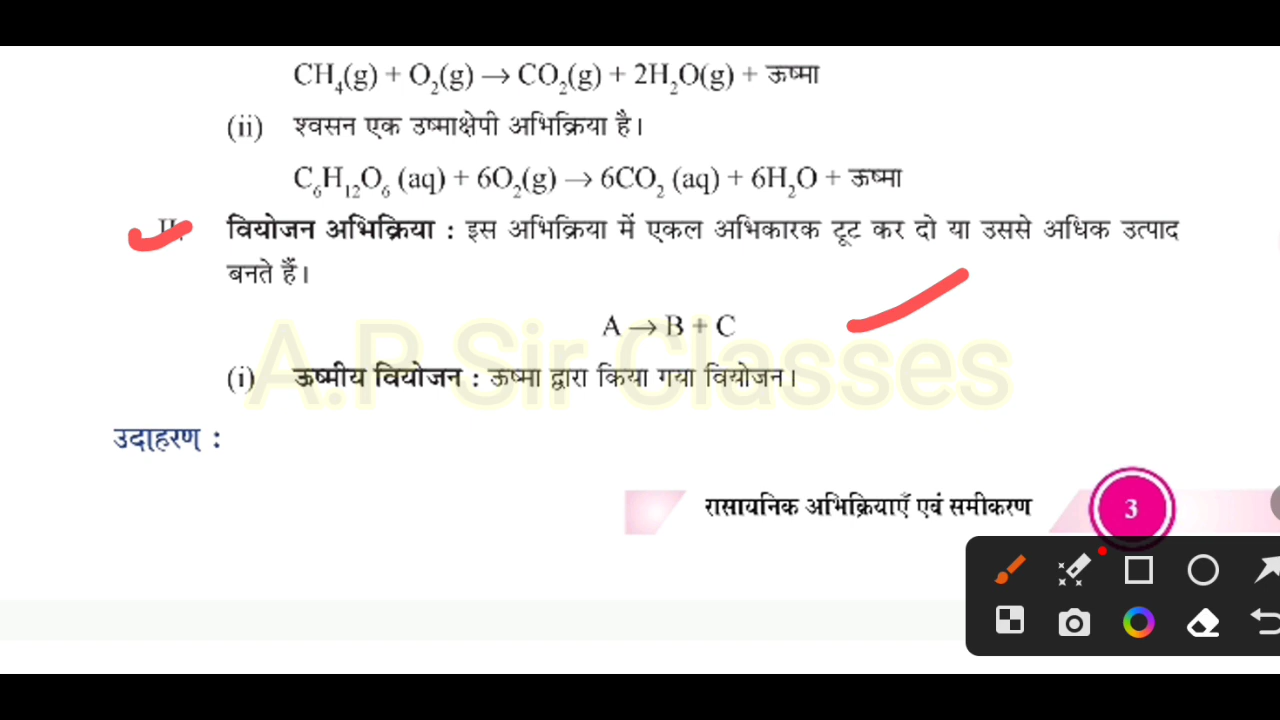 CH₄(g) + O₂(g) → CO₂(g) + 2H₂O(g) + ऊष्मा
(ii) श्वसन एक उष्माक्षेपी अभिक्रिया है।
C₆H₁₂O₆ (aq) + 6O₂(g) → 6CO₂ (aq) + 6H₂O + ऊष्मा
II. वियोजन अभिक्रिया : इस अभिक्रिया में एकल अभिकारक टूट कर दो या उससे अधिक उत्पाद
बनते हैं।
A → B + C
A.P Sir Classes
(i) ऊष्मीय वियोजन : ऊष्मा द्वारा किया गया वियोजन।
उदाहरण :
रासायनिक अभिक्रियाएँ एवं समीकरण 3